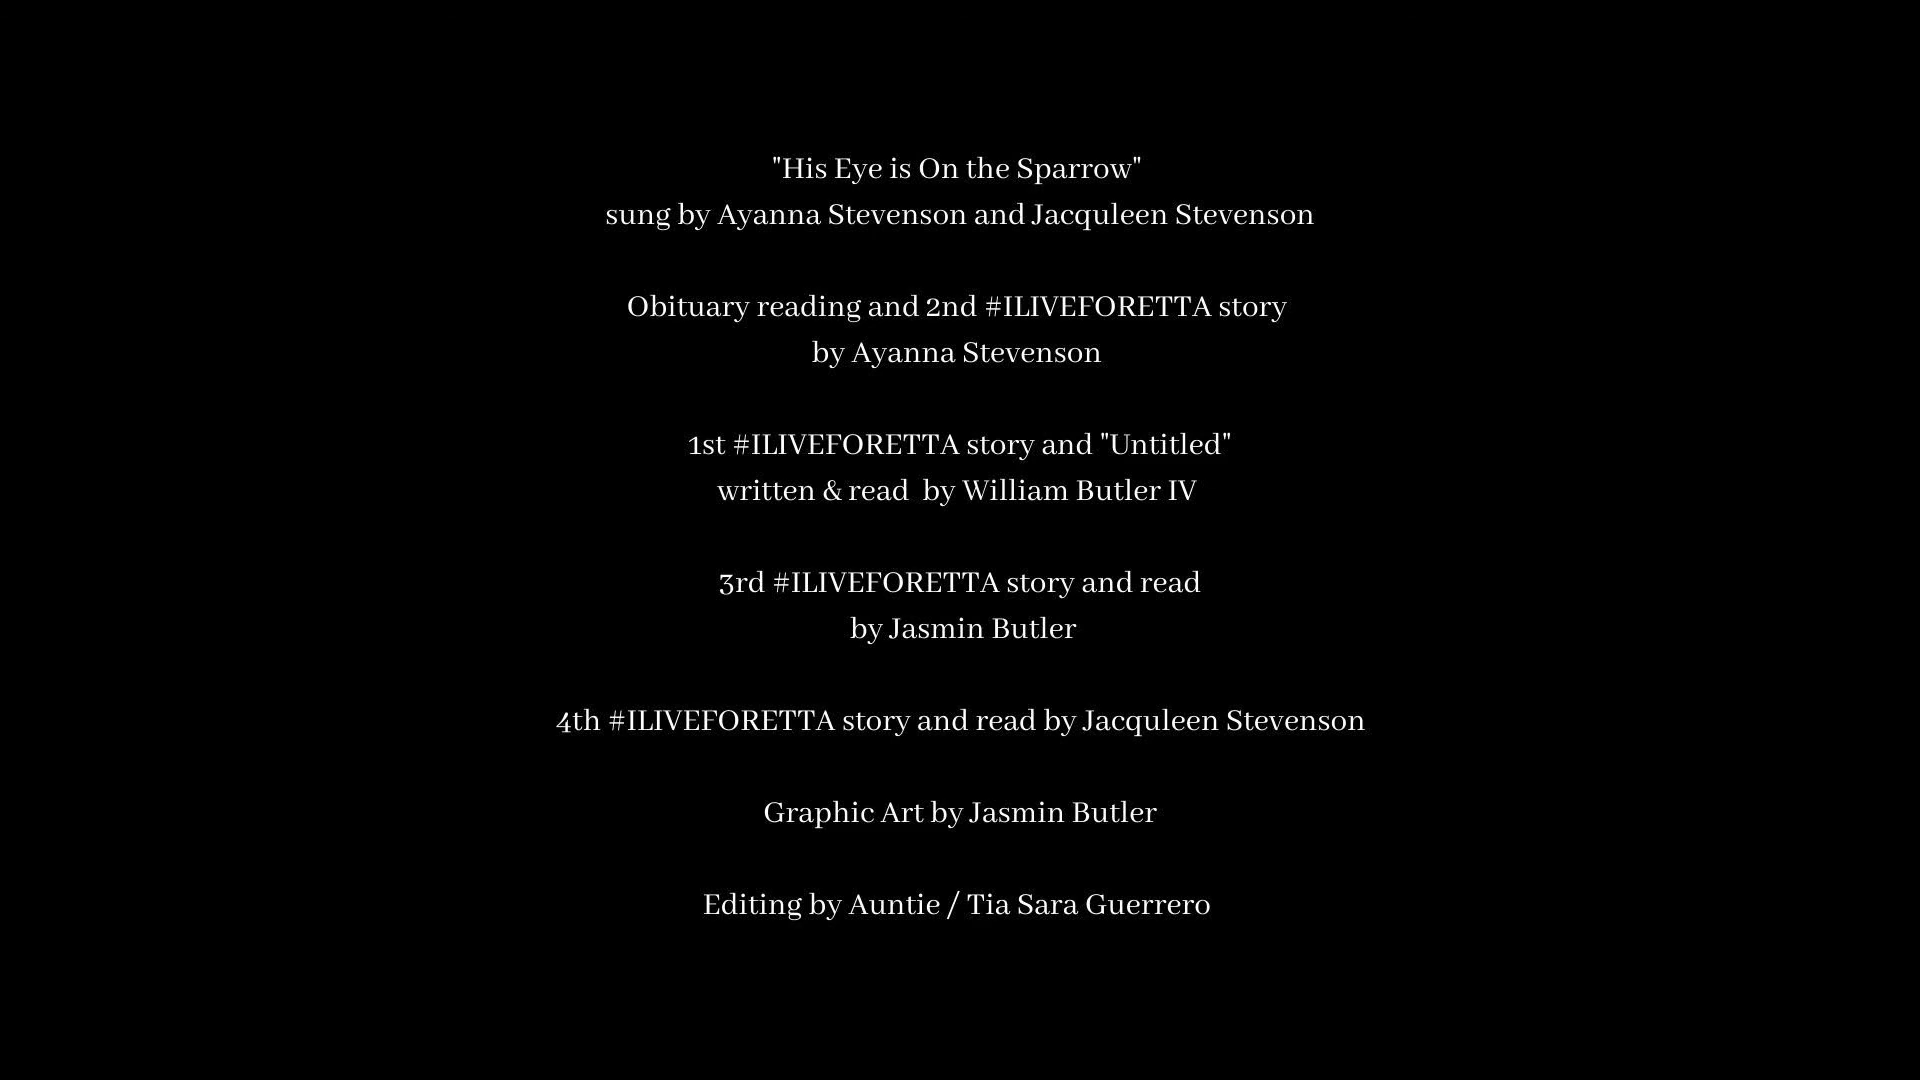 "His Eye is On the Sparrow"
sung by Ayanna Stevenson and Jacquleen Stevenson
Obituary reading and 2nd #ILIVEFORETTA story
by Ayanna Stevenson
1st #ILIVEFORETTA story and "Untitled"
written & read  by William Butler IV
3rd #ILIVEFORETTA story and read
by Jasmin Butler
4th #ILIVEFORETTA story and read by Jacquleen Stevenson
Graphic Art by Jasmin Butler
Editing by Auntie / Tia Sara Guerrero